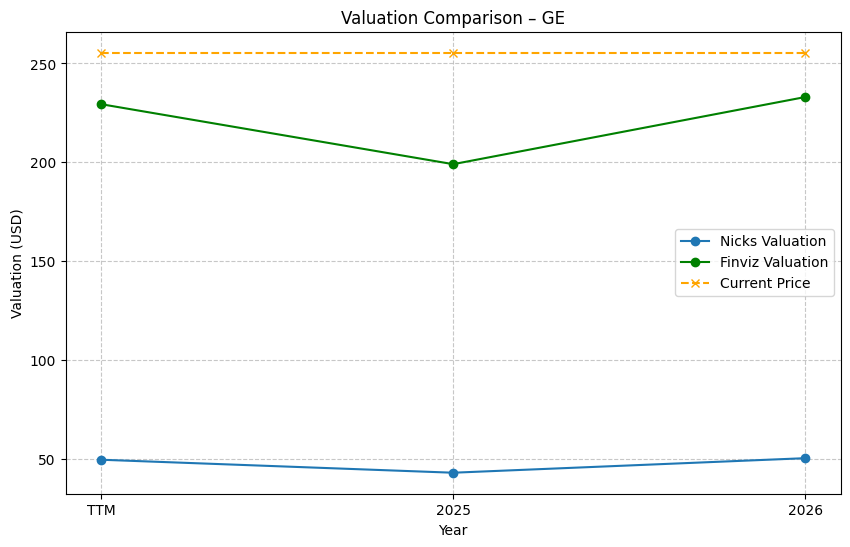 Valuation Comparison – GE
Valuation (USD)
250
200
150
100
50
Nicks Valuation
Finviz Valuation
Current Price
TTM
2025
2026
Year